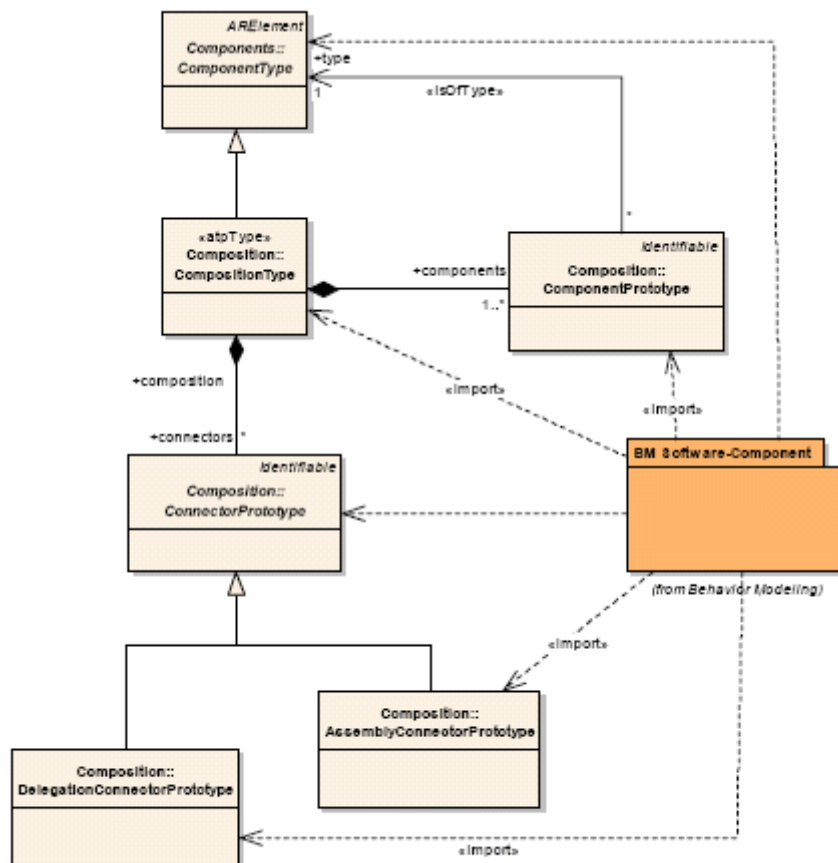 ARElement
Components::
ComponentType
+type
1
«isOfType»
*
«atpType»
Composition::
CompositionType
+components
1..*
Identifiable
Composition::
ComponentPrototype
+composition
«import»
«import»
+connectors *
BM Software-Component
Identifiable
Composition::
ConnectorPrototype
(from Behavior Modeling)
«import»
Composition::
AssemblyConnectorPrototype
Composition::
DelegationConnectorPrototype
«import»